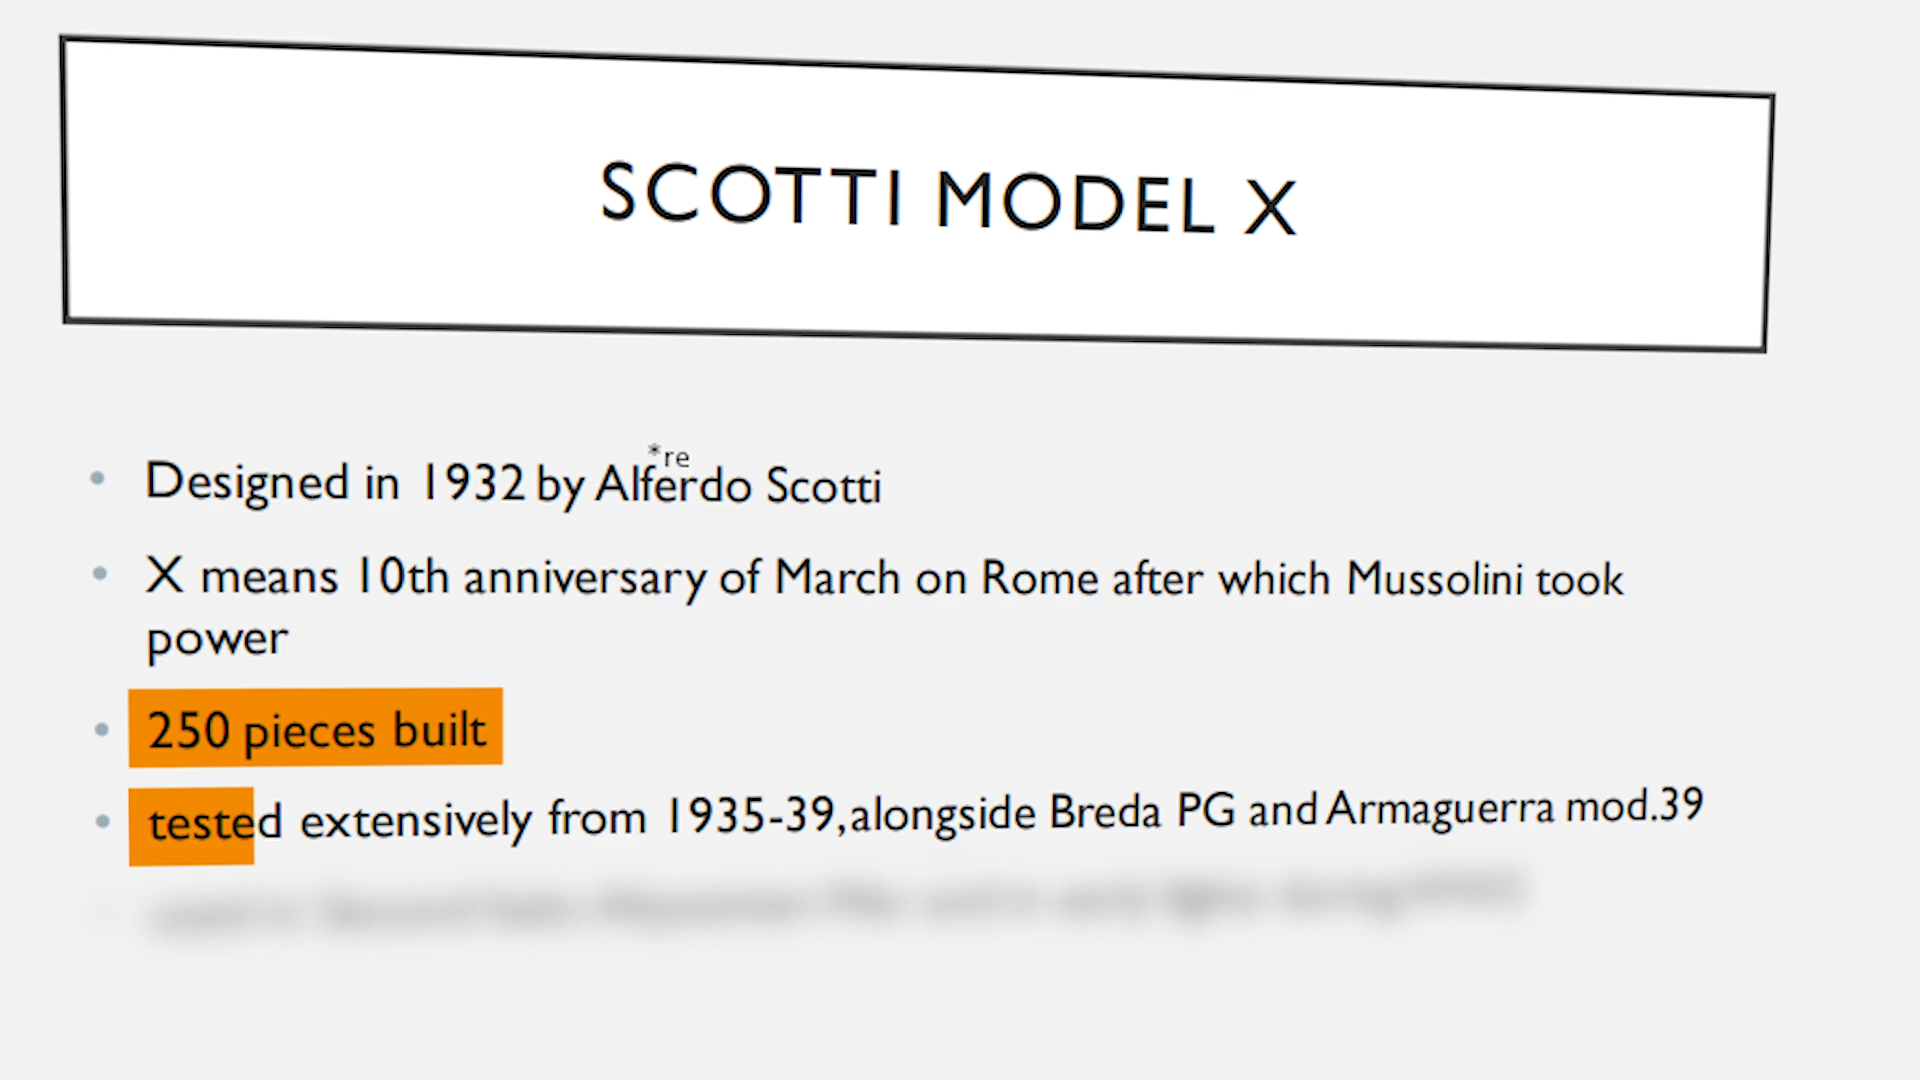 SCOTTI MODEL X
*re
Designed in 1932 by Alferdo Scotti
X means 10th anniversary of March on Rome after which Mussolini took
power
250 pieces built
tested extensively from 1935-39,alongside Breda PG and Armaguerra mod.39